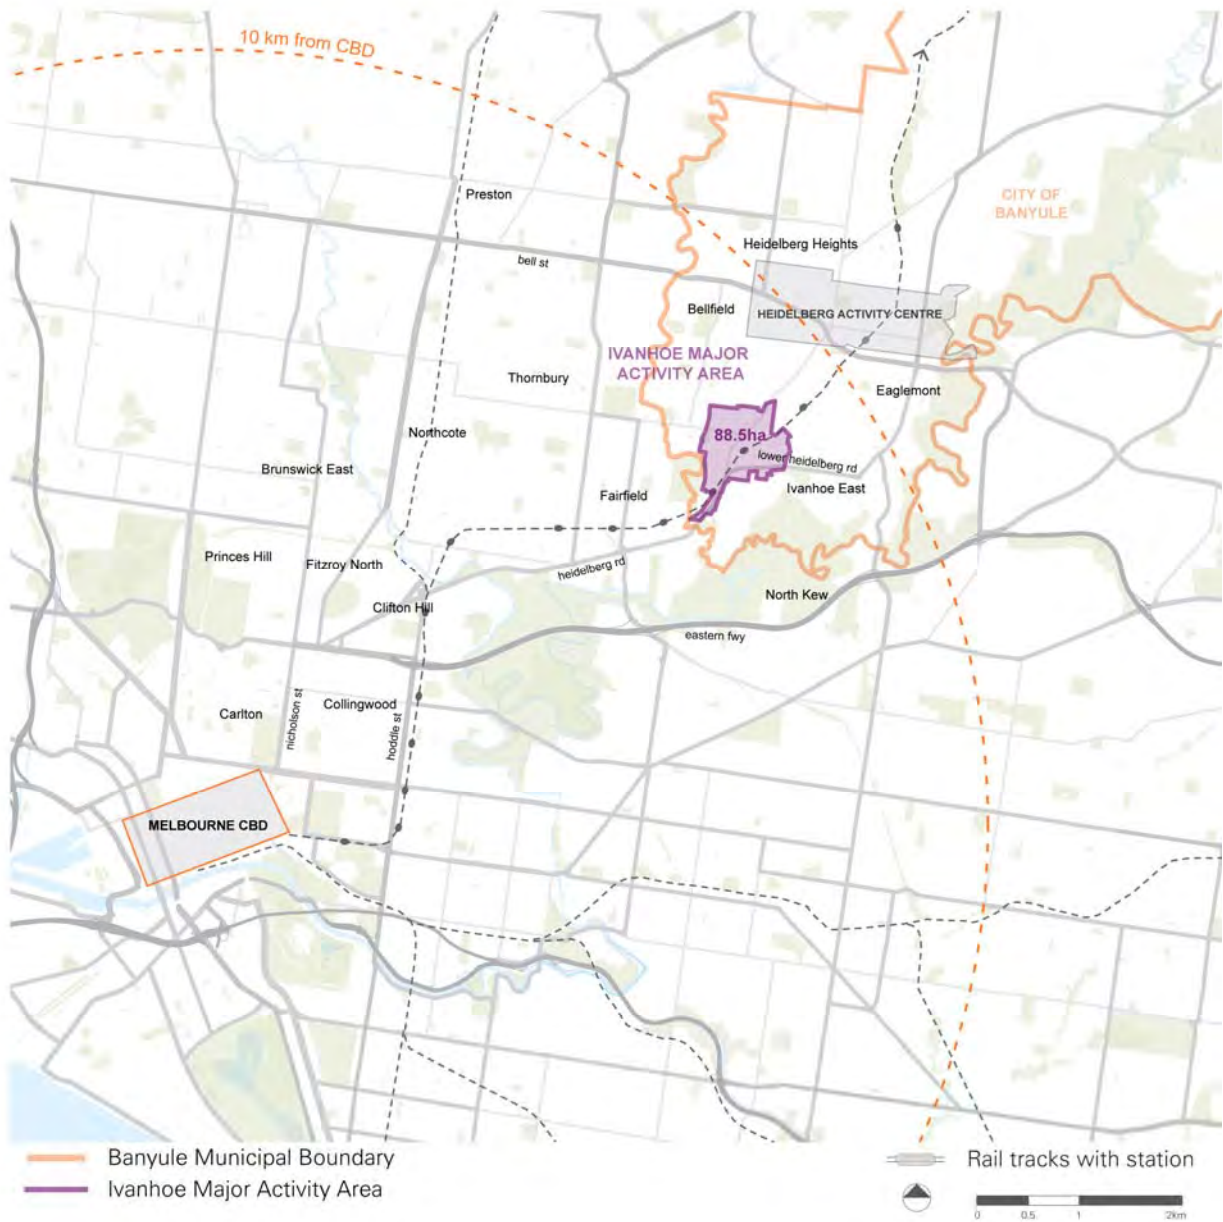 10 km from CBD
Preston
CITY OF
BANYULE
Heidelberg Heights
bell st
Bellfield
HEIDELBERG ACTIVITY CENTRE
IVANHOE MAJOR
ACTIVITY AREA
Thornbury
Eaglemont
Northcote
88.5ha
lower heidelberg rd
Brunswick East
Fairfield
Ivanhoe East
Princes Hill
Fitzroy North
heidelberg rd
North Kew
Clifton Hill
eastern fwy
Carlton
nicholson st
Collingwood
hoddle st
MELBOURNE CBD
Banyule Municipal Boundary
Ivanhoe Major Activity Area
Rail tracks with station
0 0.5 1 2km